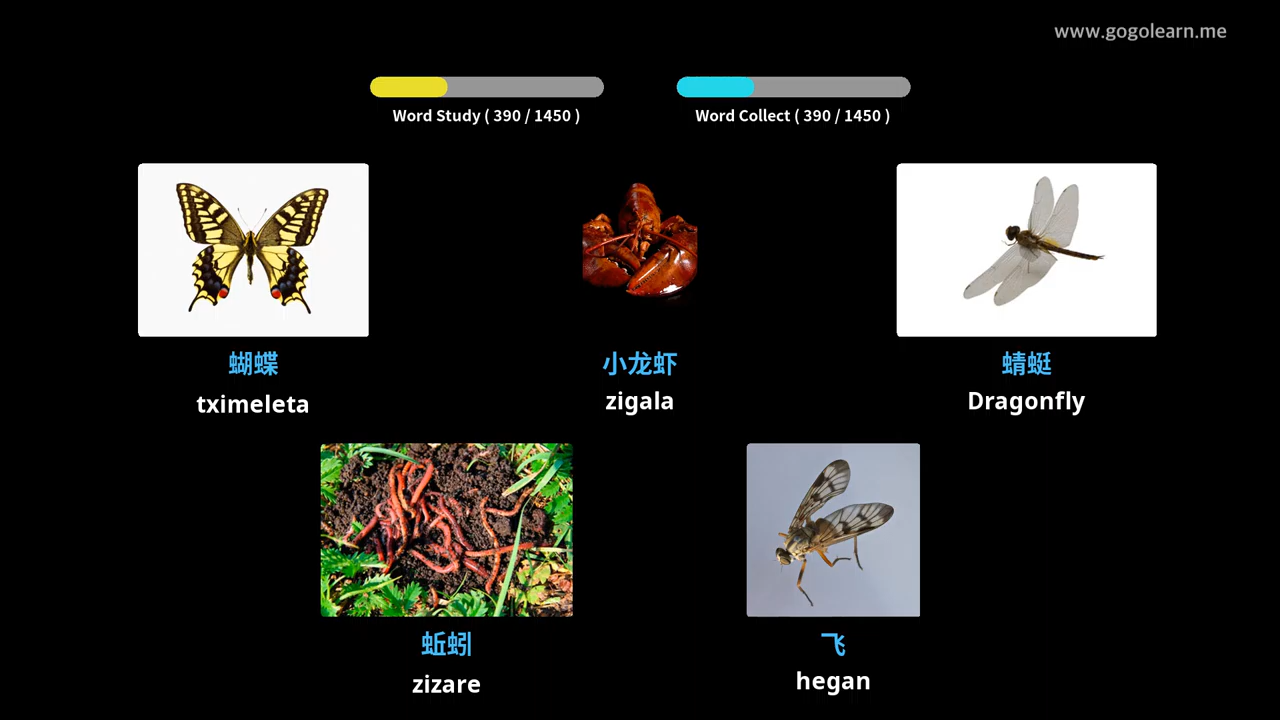 www.gogolearn.me
Word Study ( 390 / 1450 )
Word Collect ( 390 / 1450 )
蝴蝶
tximeleta
小龙虾
zigala
蜻蜓
Dragonfly
蚯蚓
zizare
飞
hegan